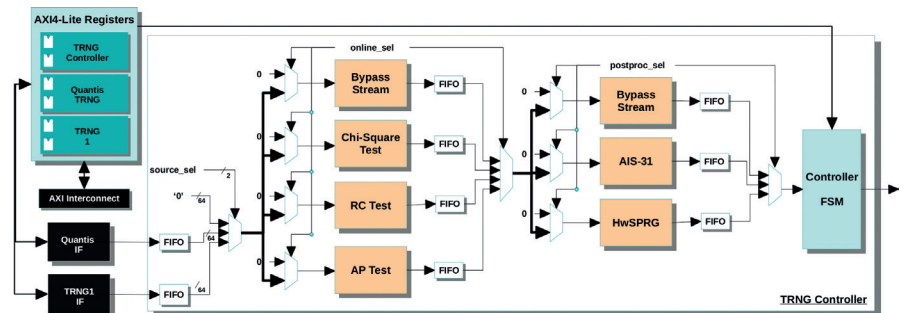 AXI4-Lite Registers
TRNG
Controller
Quantis
TRNG
TRNG
1
AXI Interconnect
Quantis
IF
TRNG1
IF
source_sel
2
'0'
64
64
64
FIFO
FIFO
online_sel
0
0
0
0
Bypass
Stream
Chi-Square
Test
RC Test
AP Test
FIFO
FIFO
FIFO
FIFO
postproc_sel
0
0
0
Bypass
Stream
AIS-31
HwSPRG
FIFO
FIFO
FIFO
Controller
FSM
TRNG Controller